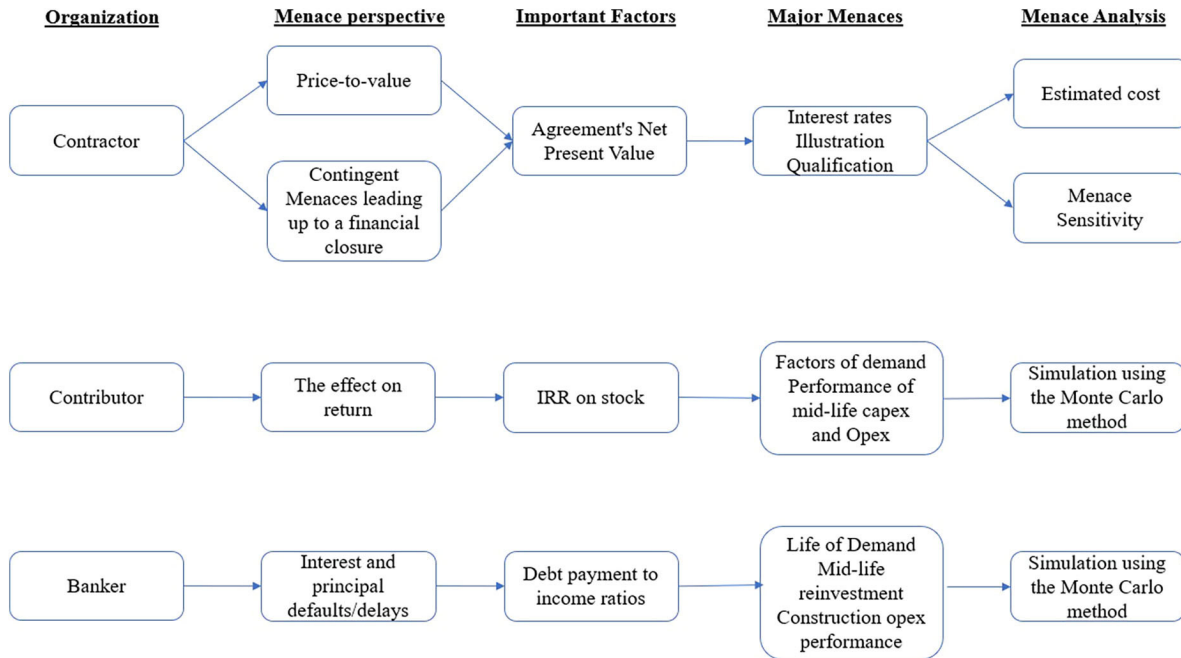 Organization
Menace perspective
Important Factors
Major Menaces
Menace Analysis
Contractor
Price-to-value
Contingent
Menaces leading
up to a financial
closure
Agreement's Net
Present Value
Interest rates
Illustration
Qualification
Estimated cost
Menace
Sensitivity
Contributor
The effect on
return
IRR on stock
Factors of demand
Performance of
mid-life capex
and Opex
Simulation using
the Monte Carlo
method
Banker
Interest and
principal
defaults/delays
Debt payment to
income ratios
Life of Demand
Mid-life
reinvestment
Construction opex
performance
Simulation using
the Monte Carlo
method